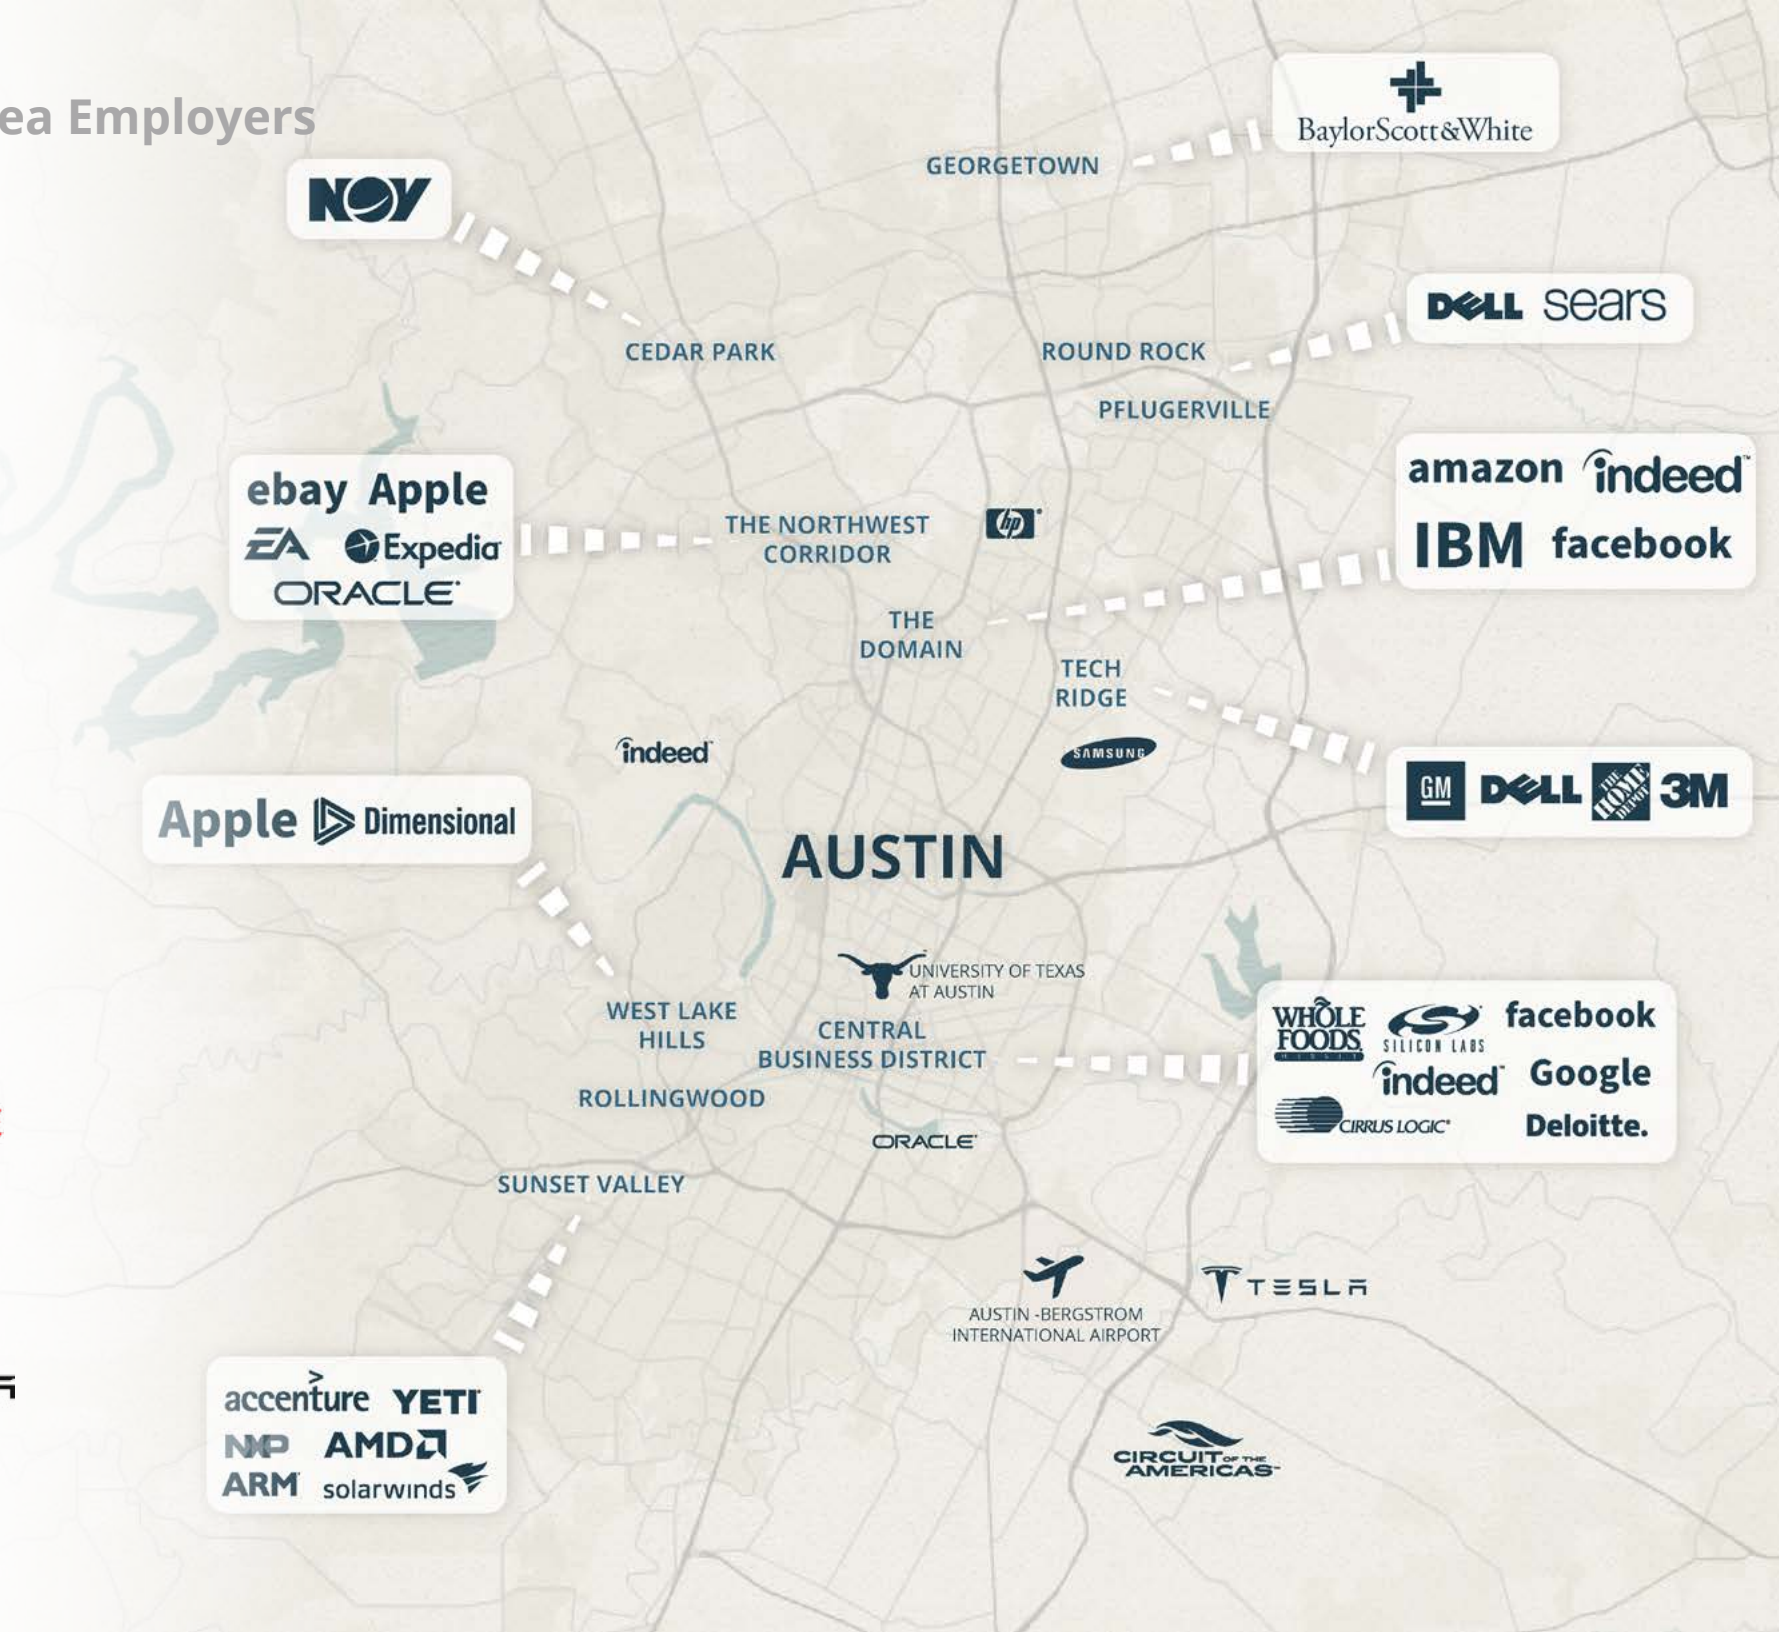 ea Employers
BaylorScott&White
GEORGETOWN
NOV
DELL sears
CEDAR PARK
ROUND ROCK
PFLUGERVILLE
ebay Apple
EA Expedia
ORACLE
THE NORTHWEST
CORRIDOR
hp
amazon indeed™
IBM facebook
THE
DOMAIN
TECH
RIDGE
indeed
SAMSUNG
GM DELL THE HOME DEPOT 3M
Apple Dimensional
AUSTIN
UNIVERSITY OF TEXAS
AT AUSTIN
WEST LAKE
HILLS
CENTRAL
BUSINESS DISTRICT
ROLLINGWOOD
WHOLE
FOODS
MARKET
SILICON LABS
facebook
indeed
Google
CIRRUS LOGIC®
Deloitte.
ORACLE
SUNSET VALLEY
AUSTIN -BERGSTROM
INTERNATIONAL AIRPORT
TESLA
accenture YETI
NXP AMD
ARM solarwinds
CIRCUIT OF THE
AMERICAS™